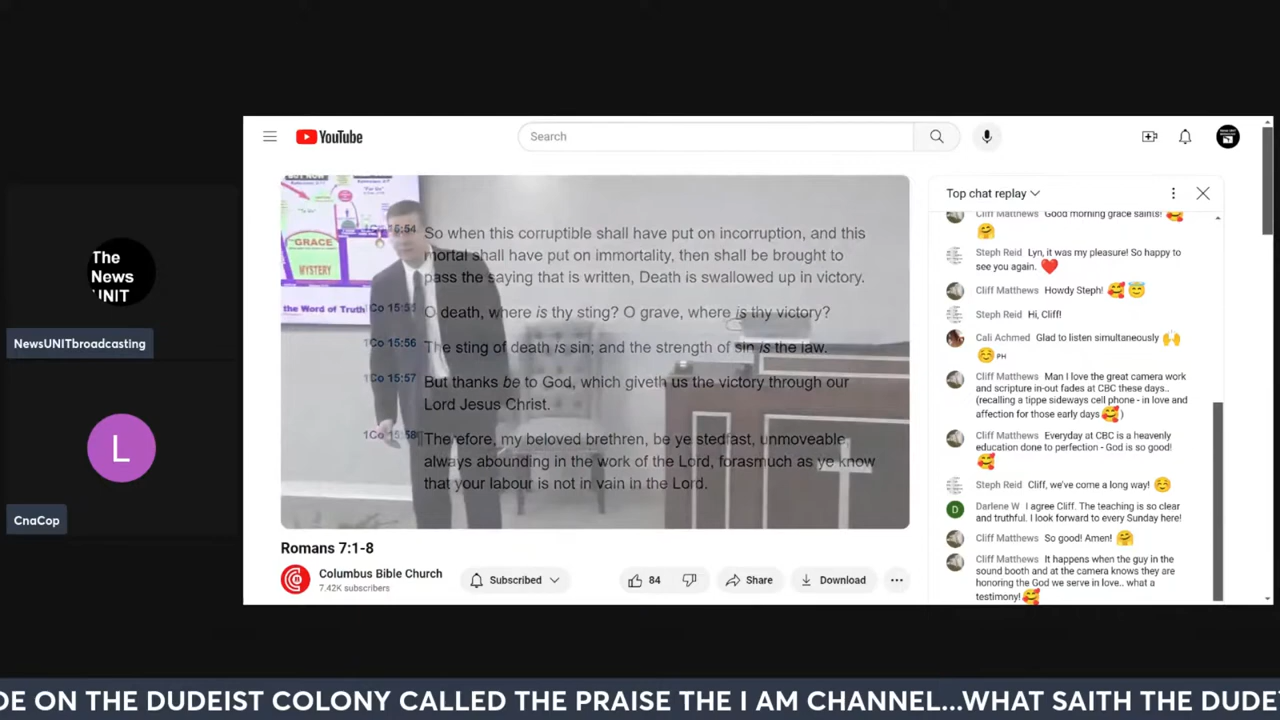 YouTube
Search
GRACE
MYSTERY
the Word of Truth
1Co 15:54 So when this corruptible shall have put on incorruption, and this
mortal shall have put on immortality, then shall be brought to
pass the saying that is written, Death is swallowed up in victory.
1Co 15:55 O death, where is thy sting? O grave, where is thy victory?
1Co 15:56 The sting of death is sin; and the strength of sin is the law.
1Co 15:57 But thanks be to God, which giveth us the victory through our
Lord Jesus Christ.
1Co 15:58 Therefore, my beloved brethren, be ye stedfast, unmoveable,
always abounding in the work of the Lord, forasmuch as ye know
that your labour is not in vain in the Lord.
Romans 7:1-8
Columbus Bible Church
7.42K subscribers
Subscribed
84
Share
Download
Top chat replay
Cliff Matthews Good morning grace saints!
Steph Reid Lyn, it was my pleasure! So happy to
see you again.
Cliff Matthews Howdy Steph!
Steph Reid Hi, Cliff!
Cali Achmed Glad to listen simultaneously
PH
Cliff Matthews Man I love the great camera work
and scripture in-out fades at CBC these days..
(recalling a tippe sideways cell phone - in love and
affection for those early days )
Cliff Matthews Everyday at CBC is a heavenly
education done to perfection - God is so good!
Steph Reid Cliff, we've come a long way!
D
Darlene W I agree Cliff. The teaching is so clear
and truthful. I look forward to every Sunday here!
Cliff Matthews So good! Amen!
Cliff Matthews It happens when the guy in the
sound booth and at the camera knows they are
honoring the God we serve in love.. what a
testimony!
The
News
UNIT
NewsUNITbroadcasting
L
CnaCop
DE ON THE DUDEIST COLONY CALLED THE PRAISE THE I AM CHANNEL...WHAT SAITH THE DUDE